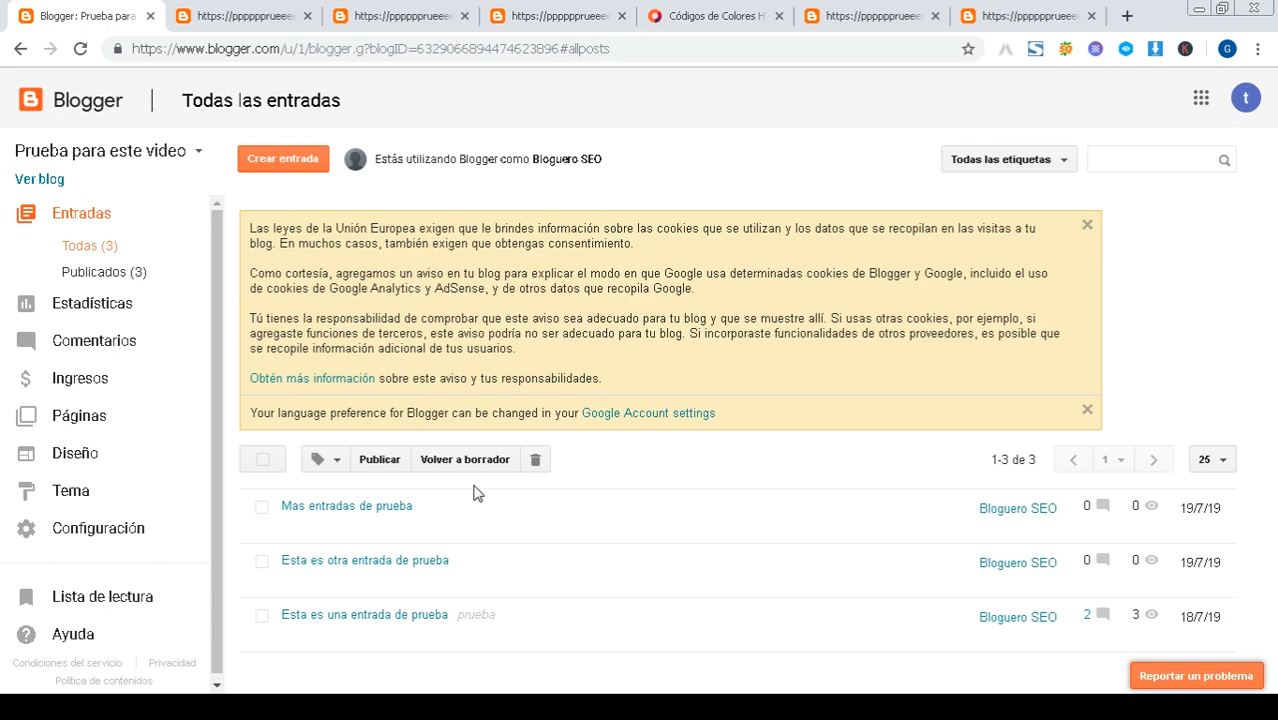 Blogger: Prueba para
https://ppppppprueee
https://ppppppprueee
https://ppppppprueee
Códigos de Colores H
https://ppppppprueee
https://ppppppprueee
https://www.blogger.com/u/1/blogger.g?blogID=6329066894474623896#allposts
G
Blogger
Todas las entradas
t
Prueba para este video
Ver blog
Crear entrada
Estás utilizando Blogger como Bloguero SEO
Todas las etiquetas
Entradas
Todas (3)
Publicados (3)
Estadísticas
Comentarios
Ingresos
Páginas
Diseño
Tema
Configuración
Lista de lectura
Ayuda
Condiciones del servicio
Privacidad
Política de contenidos
Las leyes de la Unión Europea exigen que le brindes información sobre las cookies que se utilizan y los datos que se recopilan en las visitas a tu
blog. En muchos casos, también exigen que obtengas consentimiento.
Como cortesía, agregamos un aviso en tu blog para explicar el modo en que Google usa determinadas cookies de Blogger y Google, incluido el uso
de cookies de Google Analytics y AdSense, y de otros datos que recopila Google.
Tú tienes la responsabilidad de comprobar que este aviso sea adecuado para tu blog y que se muestre allí. Si usas otras cookies, por ejemplo, si
agregaste funciones de terceros, este aviso podría no ser adecuado para tu blog. Si incorporaste funcionalidades de otros proveedores, es posible que
se recopile información adicional de tus usuarios.
Obtén más información sobre este aviso y tus responsabilidades.
Your language preference for Blogger can be changed in your Google Account settings
Publicar
Volver a borrador
1-3 de 3
1
25
Mas entradas de prueba
Bloguero SEO
0
0
19/7/19
Esta es otra entrada de prueba
Bloguero SEO
0
0
19/7/19
Esta es una entrada de prueba prueba
Bloguero SEO
2
3
18/7/19
Reportar un problema